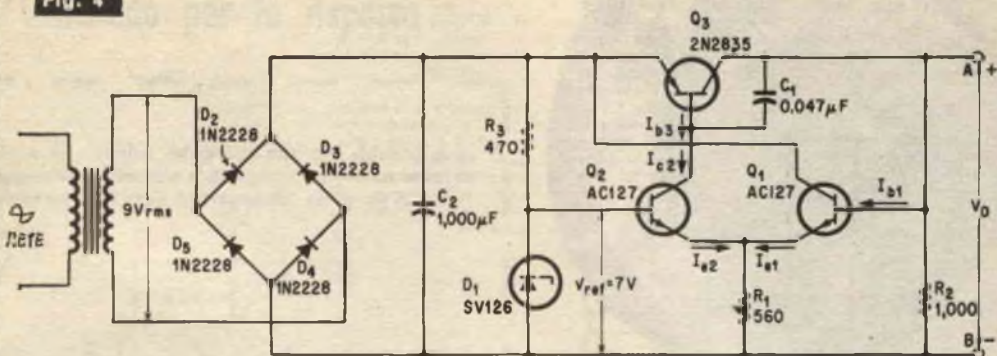 Fig. 4
Q3
2N2835
A +
D2
1N2228
D3
1N2228
R3
470
C1
0.047µF
Ib3
Ic2
Q2
AC127
Q1
AC127
Ib1
9Vrms
C2
1,000µF
VO
D5
1N2228
D4
1N2228
Ie2
Ie1
D1
SV126
Vref=7V
R1
560
R2
1,000
B −